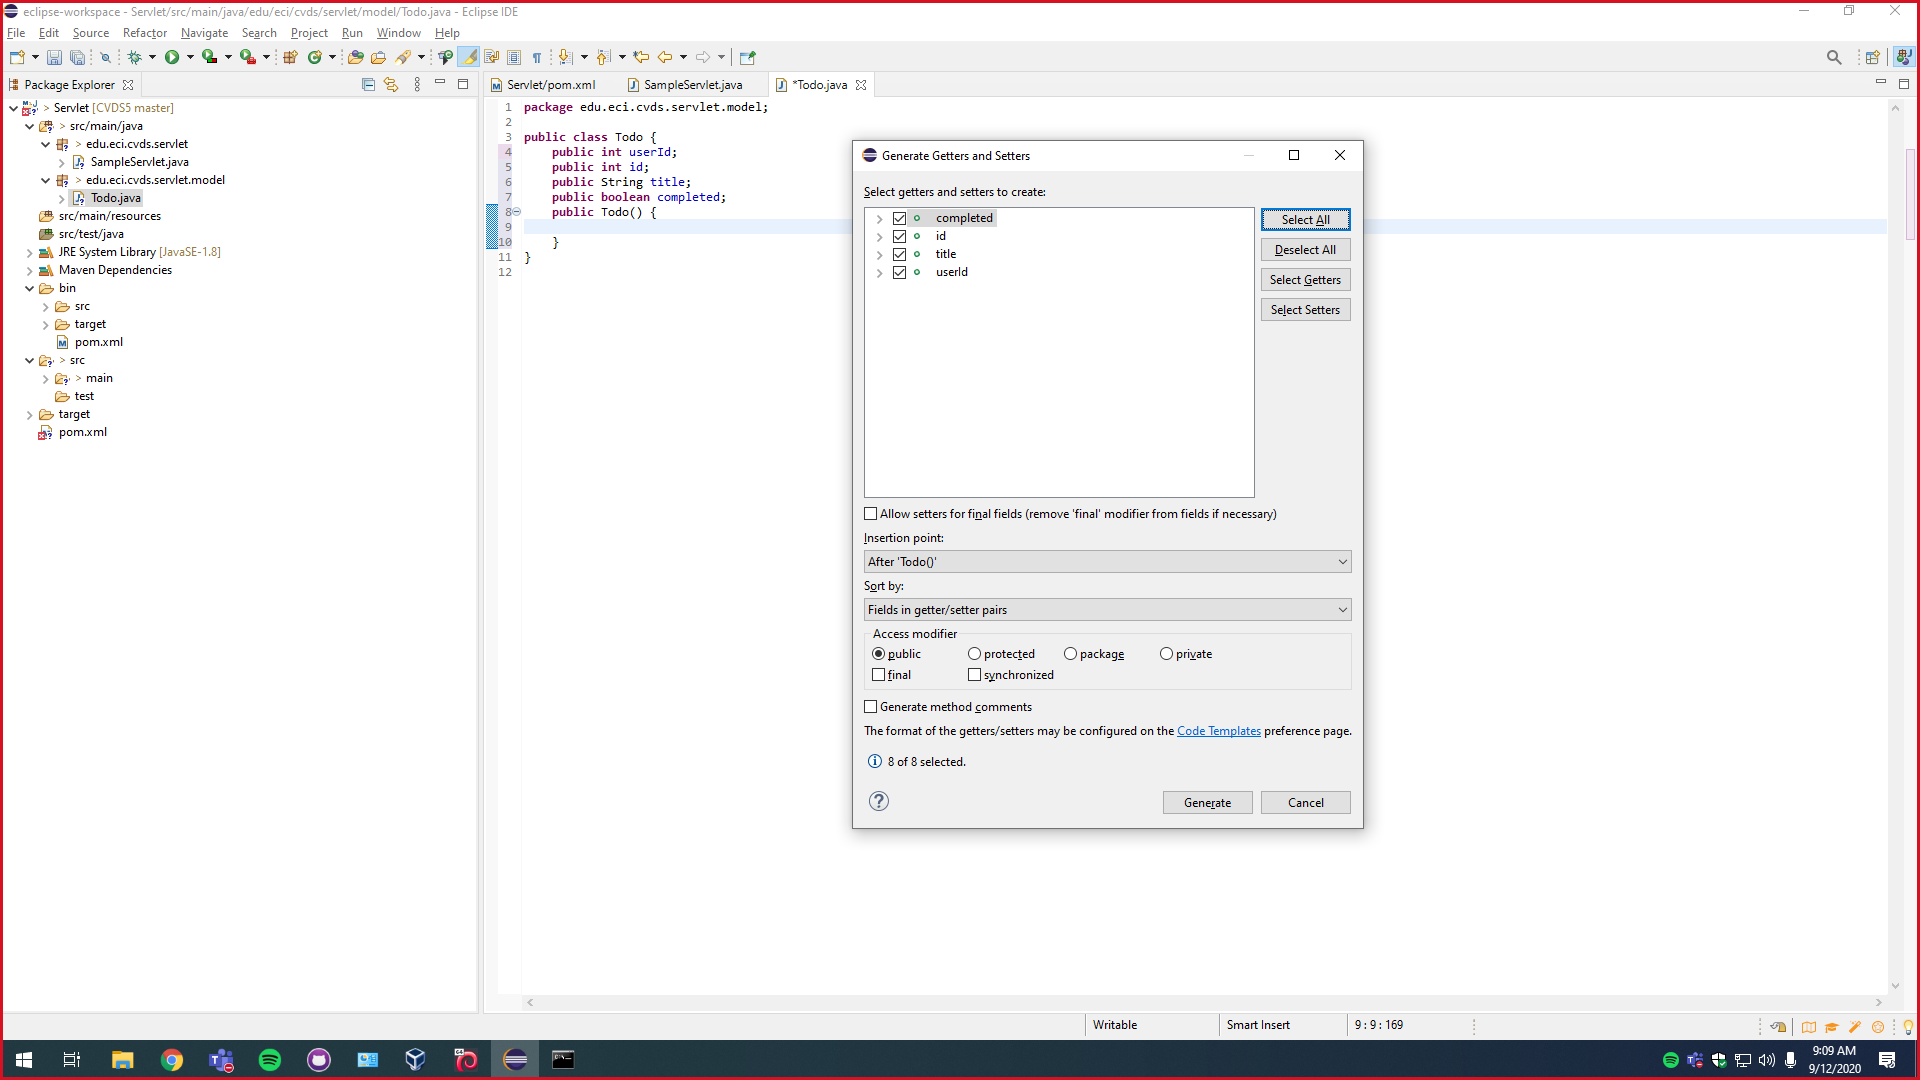 eclipse-workspace - Servlet/src/main/java/edu/eci/cvds/servlet/model/Todo.java - Eclipse IDE
File Edit Source Refactor Navigate Search Project Run Window Help
Package Explorer
Servlet/pom.xml SampleServlet.java *Todo.java
> Servlet [CVDS5 master]
> src/main/java
> edu.eci.cvds.servlet
SampleServlet.java
> edu.eci.cvds.servlet.model
Todo.java
src/main/resources
src/test/java
JRE System Library [JavaSE-1.8]
Maven Dependencies
bin
src
target
pom.xml
> src
> main
test
target
pom.xml
1 package edu.eci.cvds.servlet.model;
2
3 public class Todo {
4 public int userId;
5 public int id;
6 public String title;
7 public boolean completed;
8 public Todo() {
9
10 }
11 }
12
Generate Getters and Setters
Select getters and setters to create:
completed
id
title
userId
Select All
Deselect All
Select Getters
Select Setters
Allow setters for final fields (remove 'final' modifier from fields if necessary)
Insertion point:
After 'Todo()'
Sort by:
Fields in getter/setter pairs
Access modifier
public protected package private
final synchronized
Generate method comments
The format of the getters/setters may be configured on the Code Templates preference page.
8 of 8 selected.
Generate Cancel
Writable Smart Insert 9 : 9 : 169
9:09 AM
9/12/2020